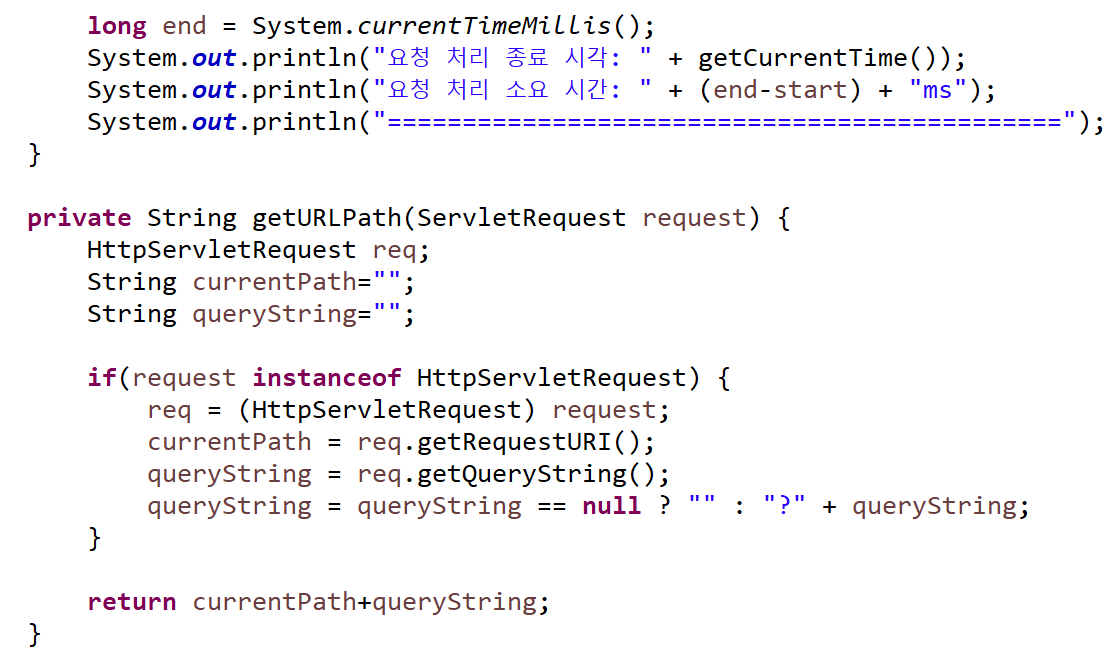 long end = System.currentTimeMillis();
System.out.println("요청 처리 종료 시각: " + getCurrentTime());
System.out.println("요청 처리 소요 시간: " + (end-start) + "ms");
System.out.println("=============================================");
}
private String getURLPath(ServletRequest request) {
HttpServletRequest req;
String currentPath="";
String queryString="";
if(request instanceof HttpServletRequest) {
req = (HttpServletRequest) request;
currentPath = req.getRequestURI();
queryString = req.getQueryString();
queryString = queryString == null ? "" : "?" + queryString;
}
return currentPath+queryString;
}